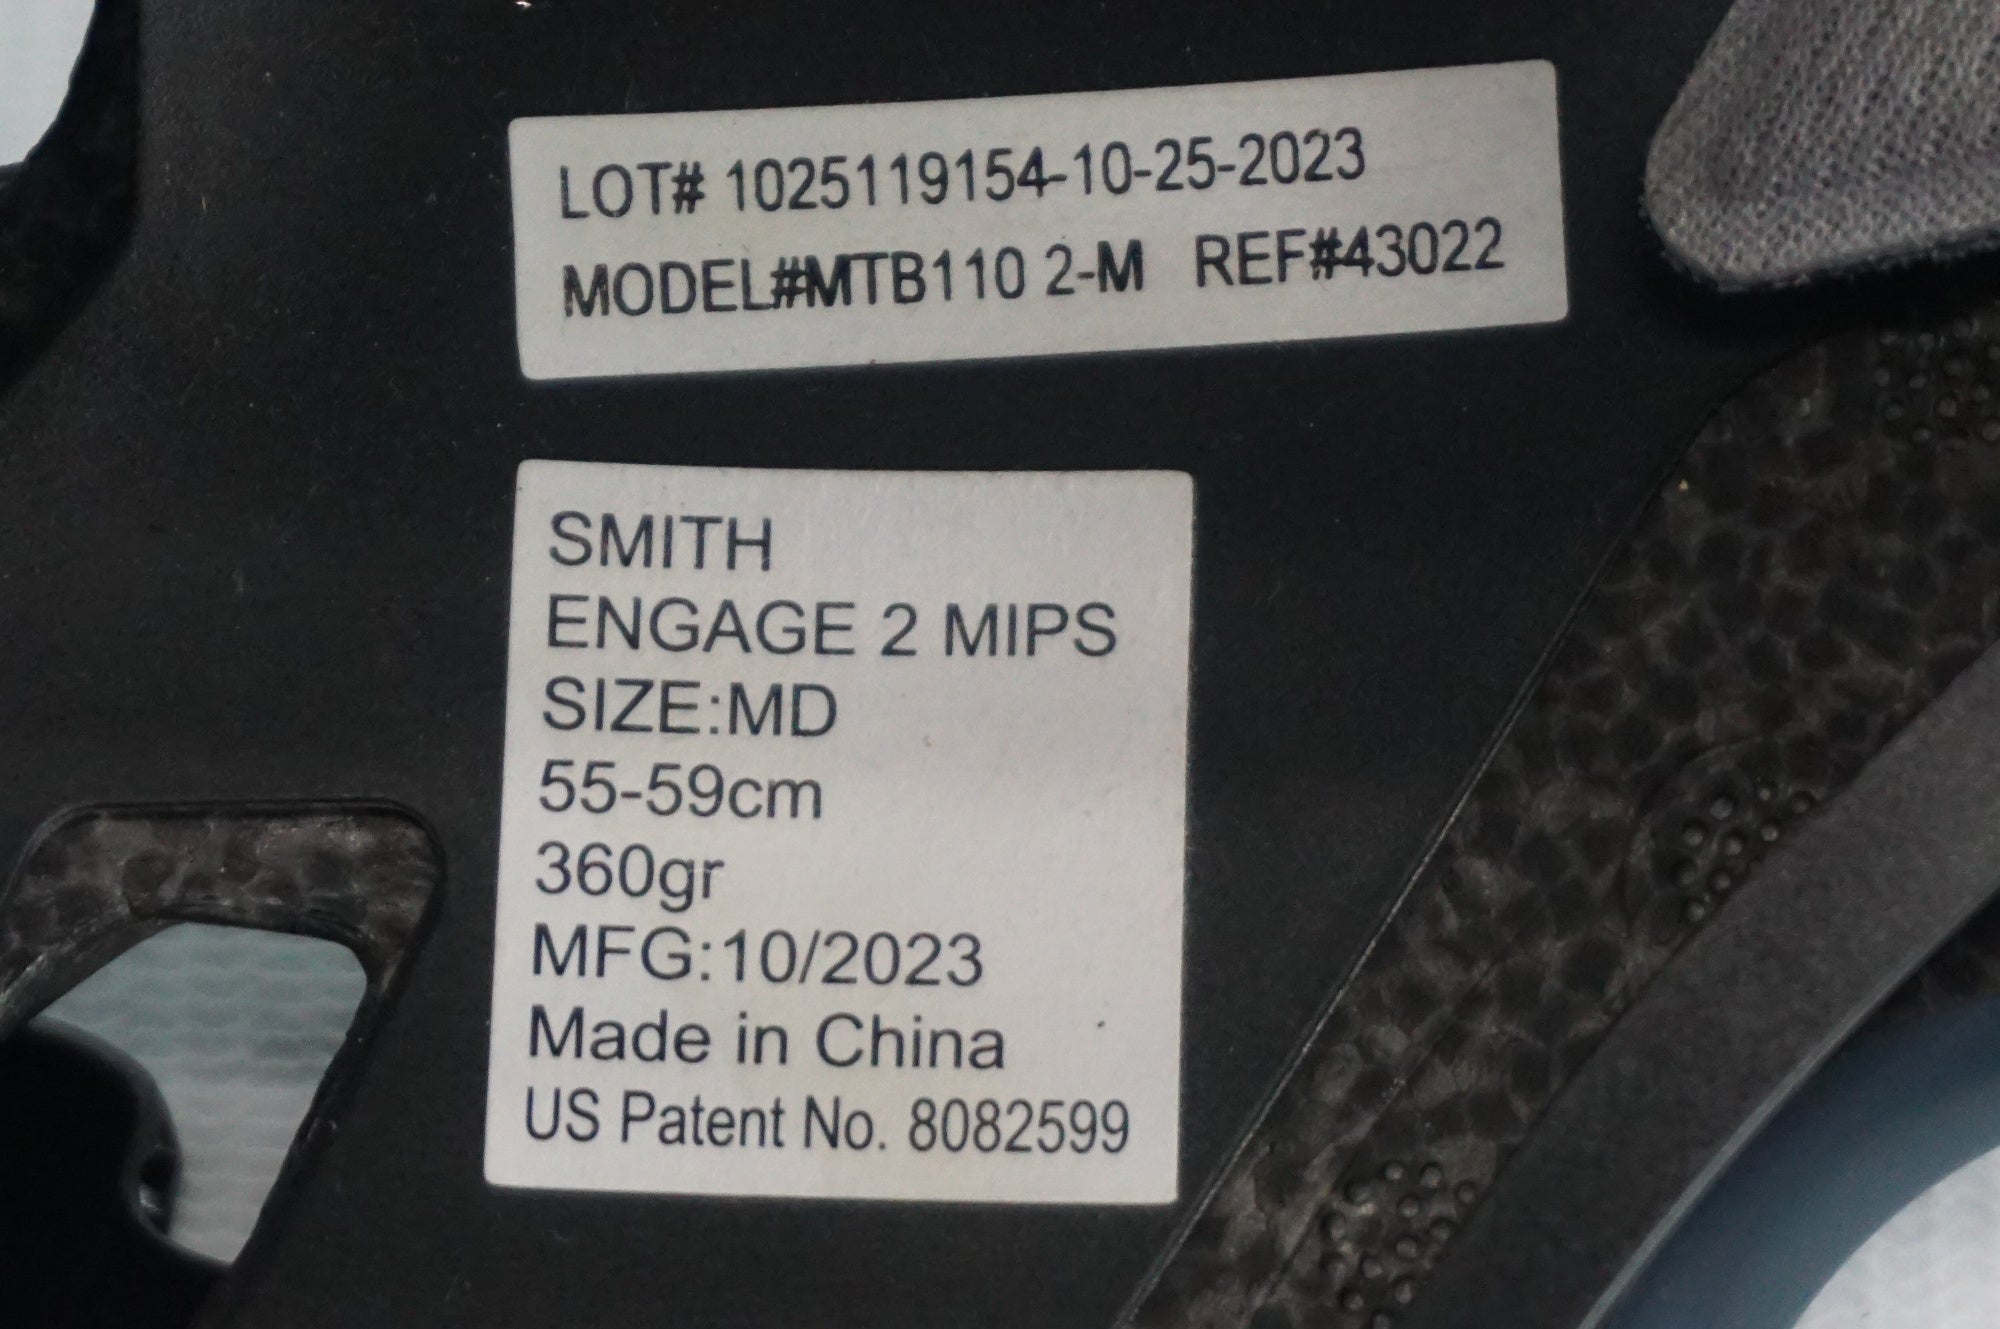 LOT# 1025119154-10-25-2023
MODEL#MTB110 2-M REF#43022
SMITH
ENGAGE 2 MIPS
SIZE:MD
55-59cm
360gr
MFG:10/2023
Made in China
US Patent No. 8082599